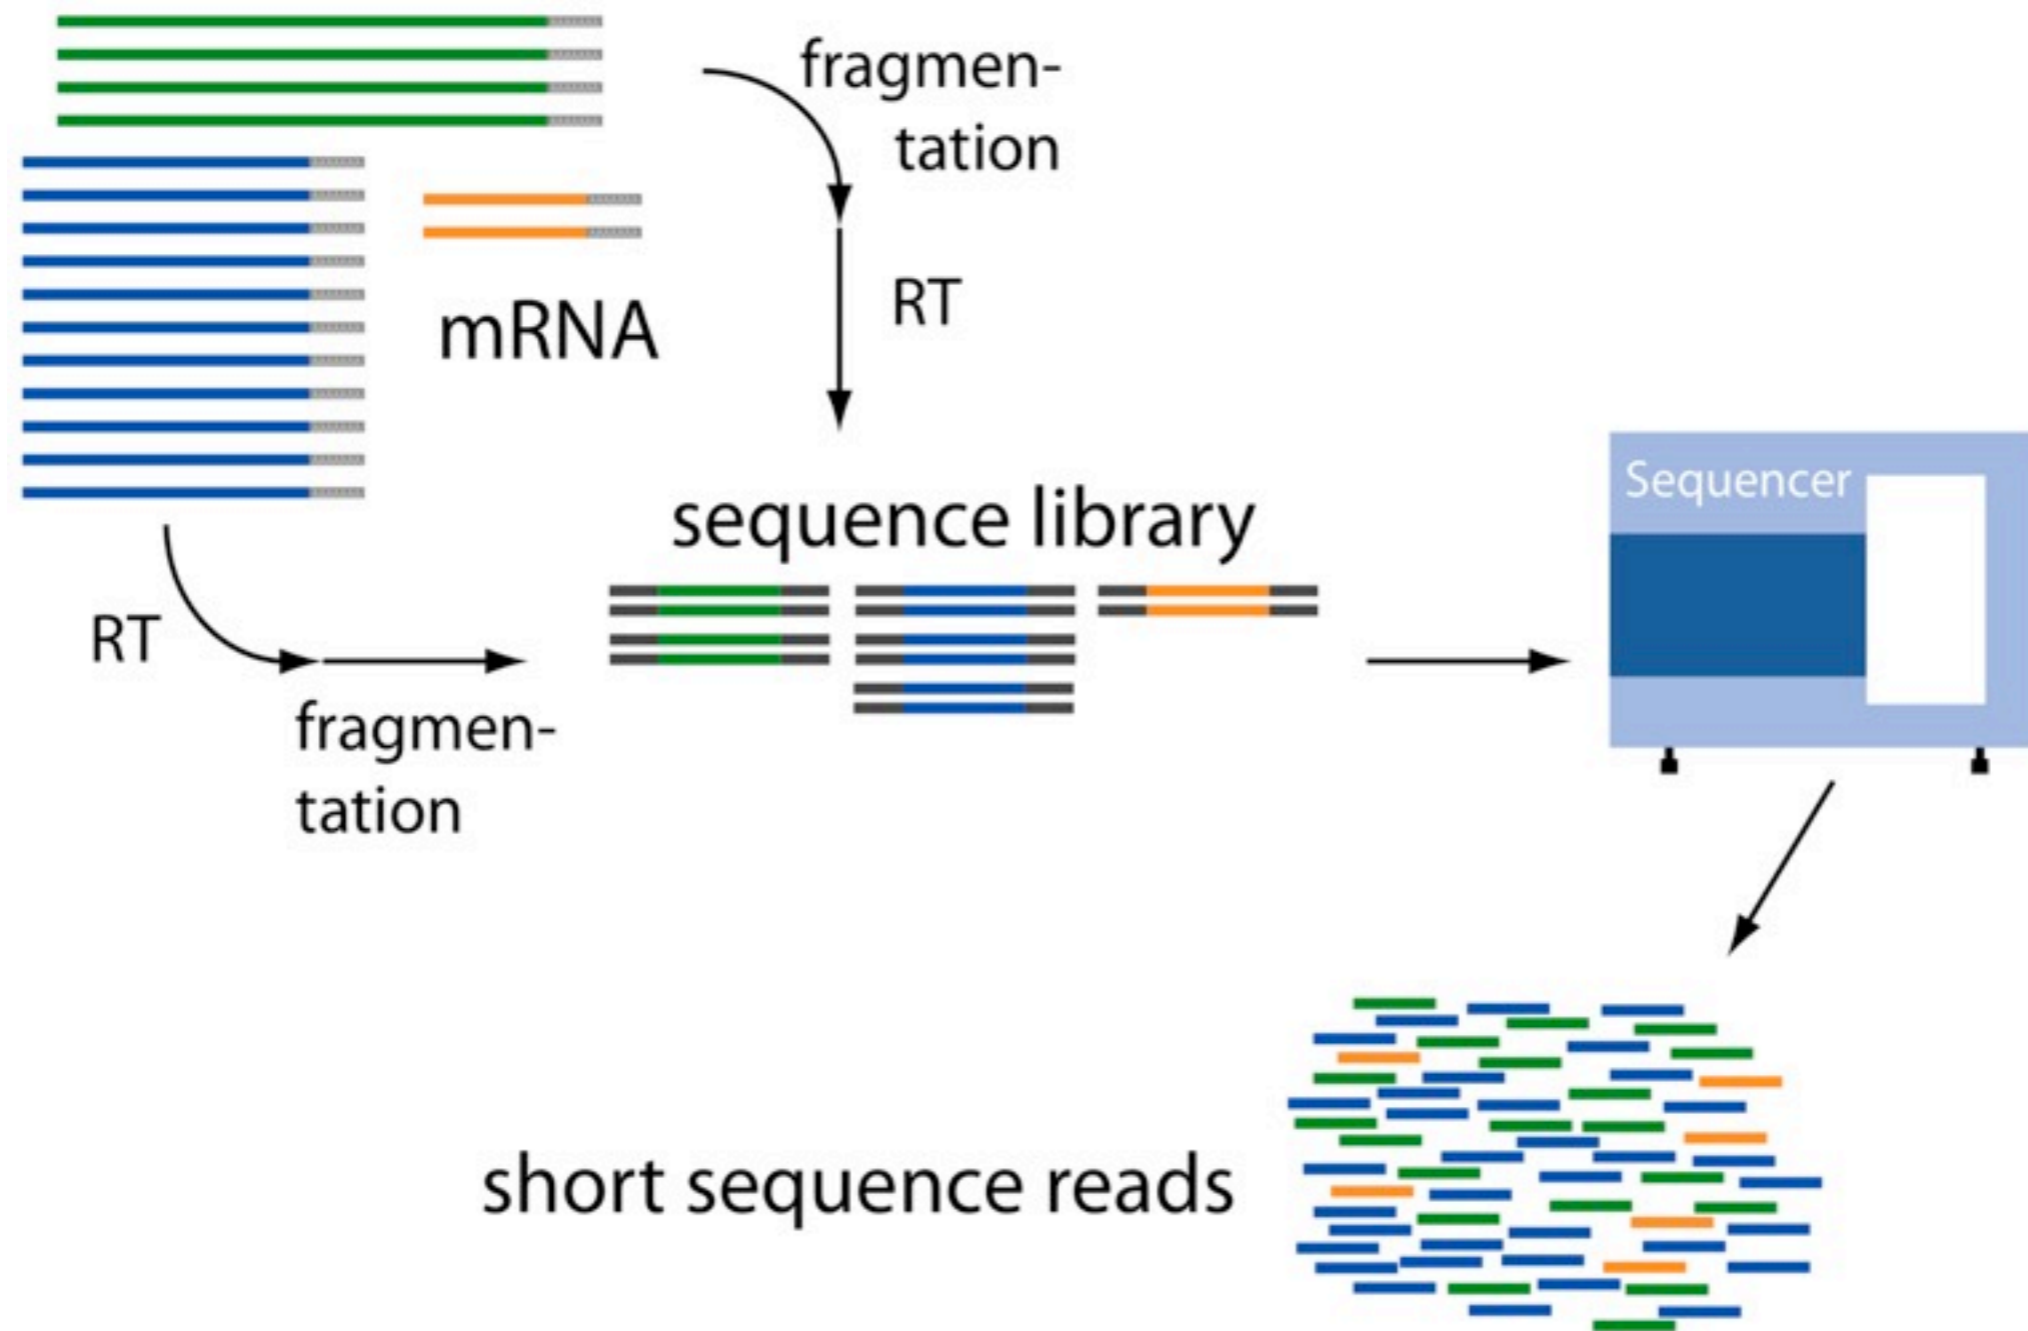 fragmen-
tation
mRNA
RT
sequence library
Sequencer
RT
fragmen-
tation
short sequence reads